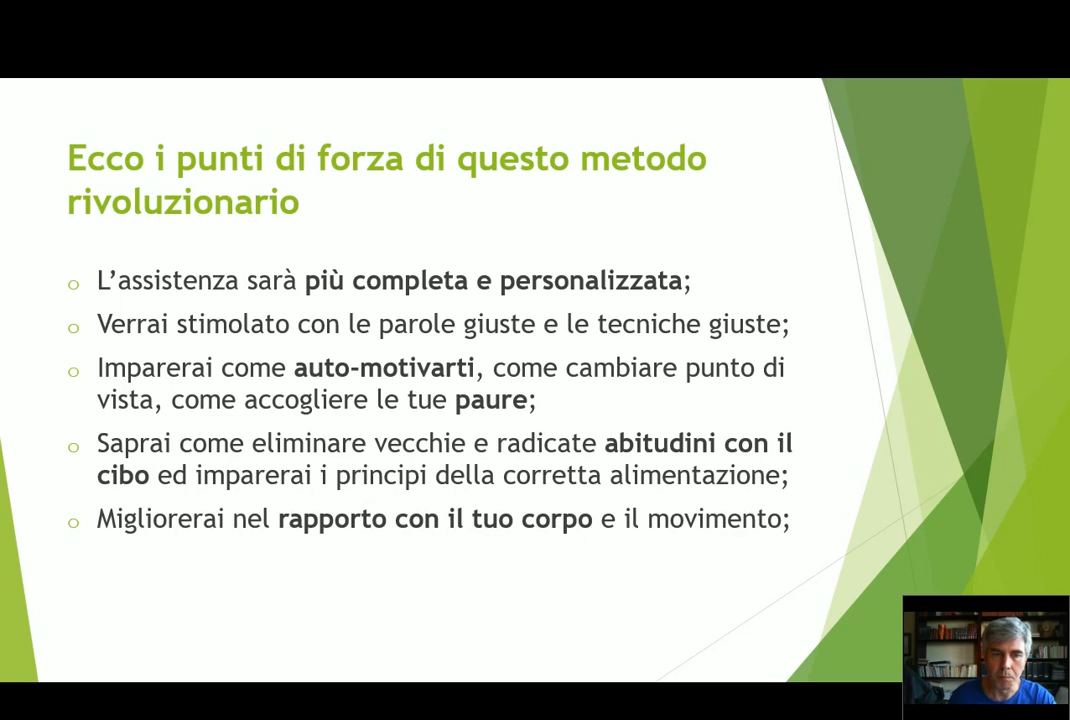 Ecco i punti di forza di questo metodo
rivoluzionario
o L’assistenza sarà più completa e personalizzata;
o Verrai stimolato con le parole giuste e le tecniche giuste;
o Imparerai come auto-motivarti, come cambiare punto di
vista, come accogliere le tue paure;
o Saprai come eliminare vecchie e radicate abitudini con il
cibo ed imparerai i principi della corretta alimentazione;
o Migliorerai nel rapporto con il tuo corpo e il movimento;